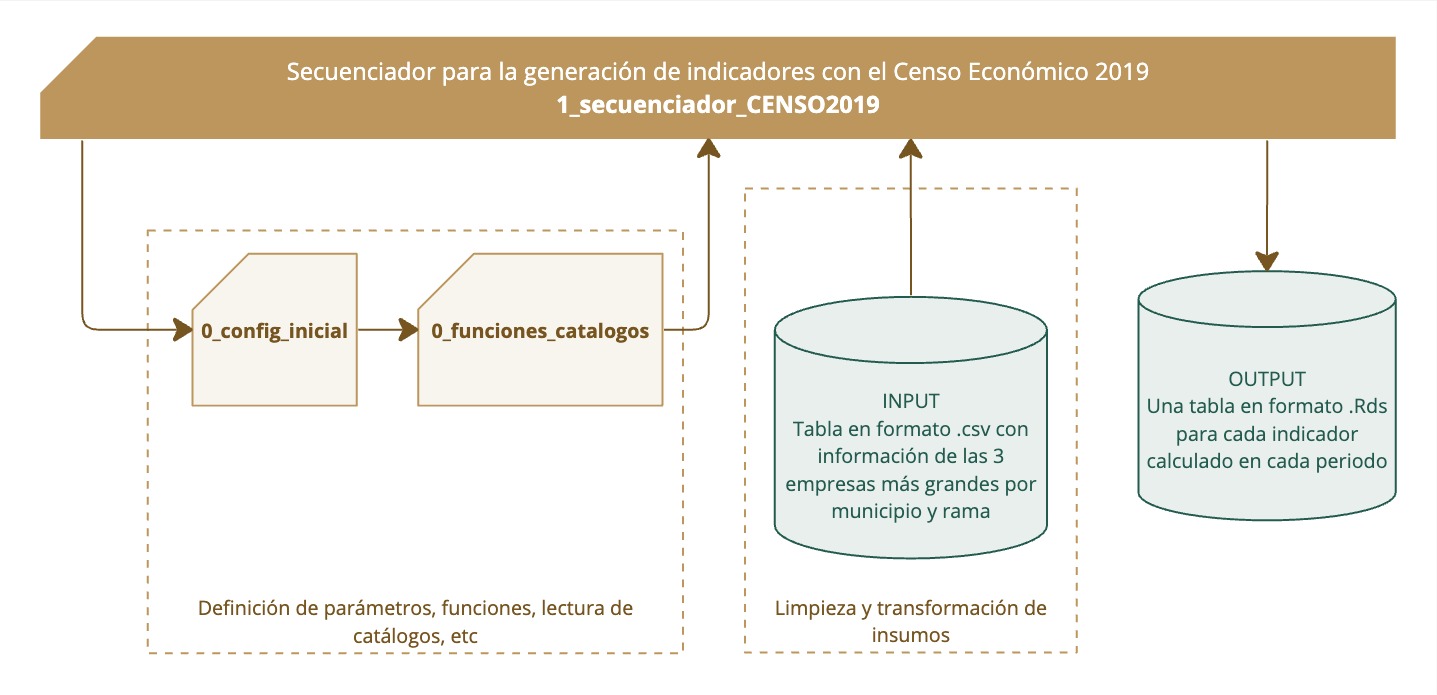 Secuenciador para la generación de indicadores con el Censo Económico 2019
1_secuenciador_CENSO2019
0_config_inicial
0_funciones_catalogos
Definición de parámetros, funciones, lectura de
catálogos, etc
INPUT
Tabla en formato .csv con
información de las 3
empresas más grandes por
municipio y rama
Limpieza y transformación de
insumos
OUTPUT
Una tabla en formato .Rds
para cada indicador
calculado en cada periodo